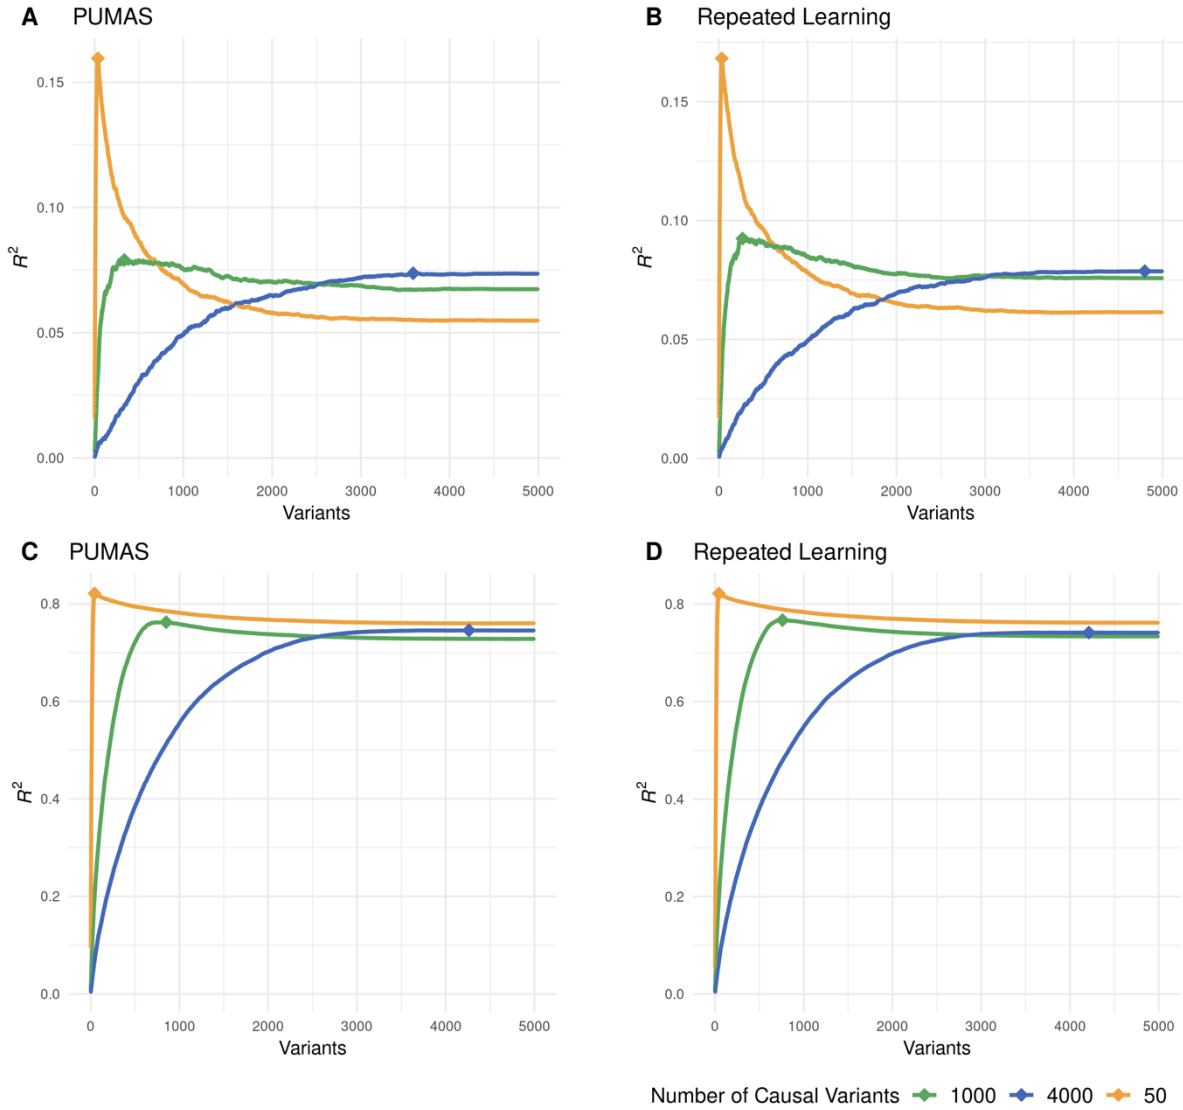 A PUMAS
0.15
0.10
0.05
0.00
R²
0 1000 2000 3000 4000 5000
Variants
B Repeated Learning
0.15
0.10
0.05
0.00
R²
0 1000 2000 3000 4000 5000
Variants
C PUMAS
0.8
0.6
0.4
0.2
0.0
R²
0 1000 2000 3000 4000 5000
Variants
D Repeated Learning
0.8
0.6
0.4
0.2
0.0
R²
0 1000 2000 3000 4000 5000
Variants
Number of Causal Variants 1000 4000 50